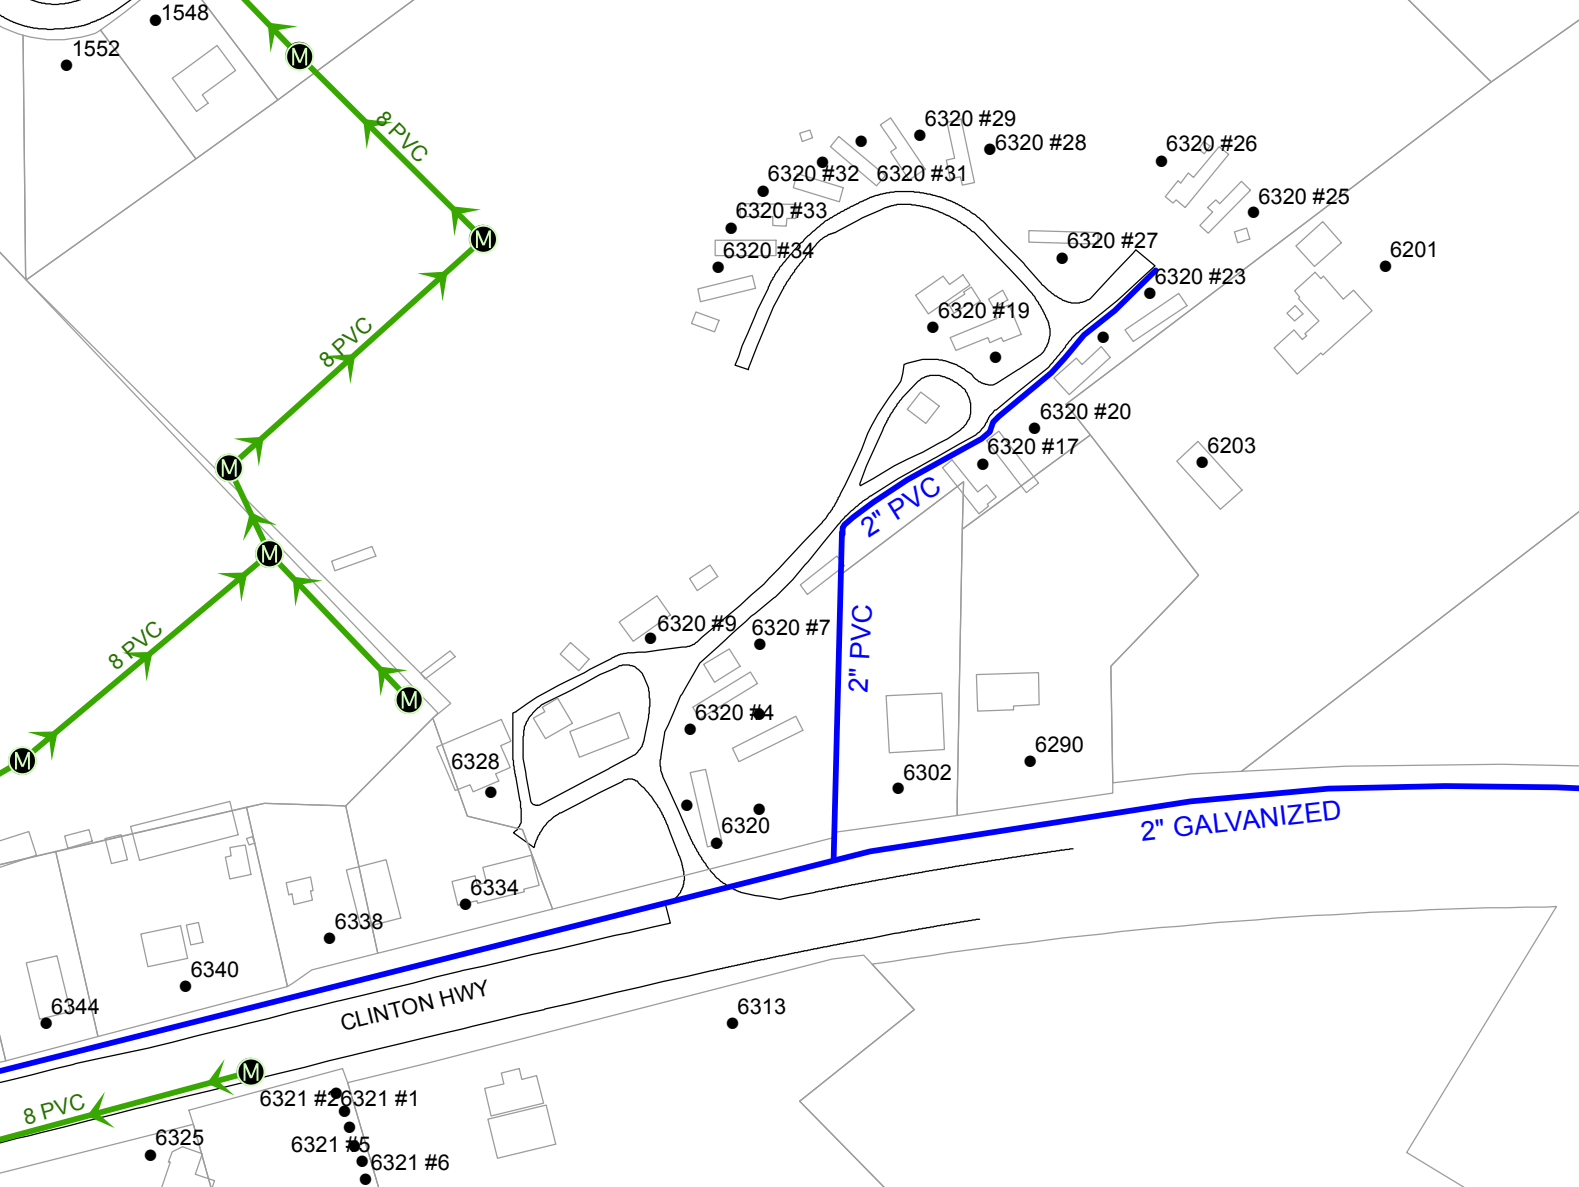 1548
1552
M
8 PVC
6320 #29
6320 #28
6320 #26
6320 #32
6320 #31
6320 #25
6320 #33
M
6320 #34
6320 #27
6201
6320 #23
6320 #19
8 PVC
6320 #20
6320 #17
6203
M
2" PVC
M
8 PVC
6320 #9
6320 #7
2" PVC
M
6320 #4
6290
M
6328
6302
2" GALVANIZED
6320
6334
6338
6340
6344
CLINTON HWY
6313
M
8 PVC
6321 #2
6321 #1
6325
6321 #5
6321 #6